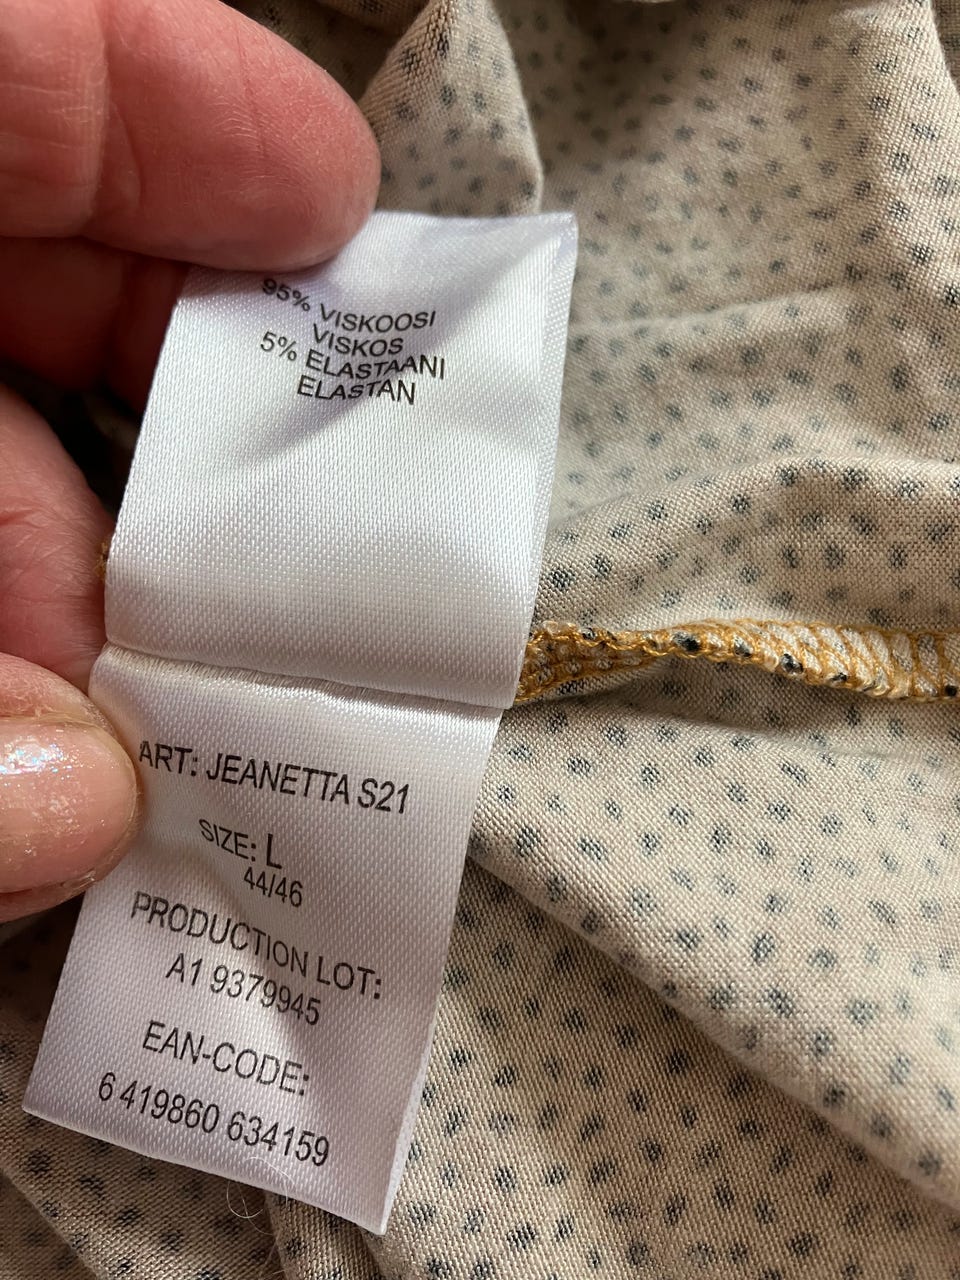 95% VISKOOSI
VISKOS
5% ELASTAANI
ELASTAN
ART: JEANETTA S21
SIZE: L
44/46
PRODUCTION LOT:
A1 9379945
EAN-CODE:
6 419860 634159